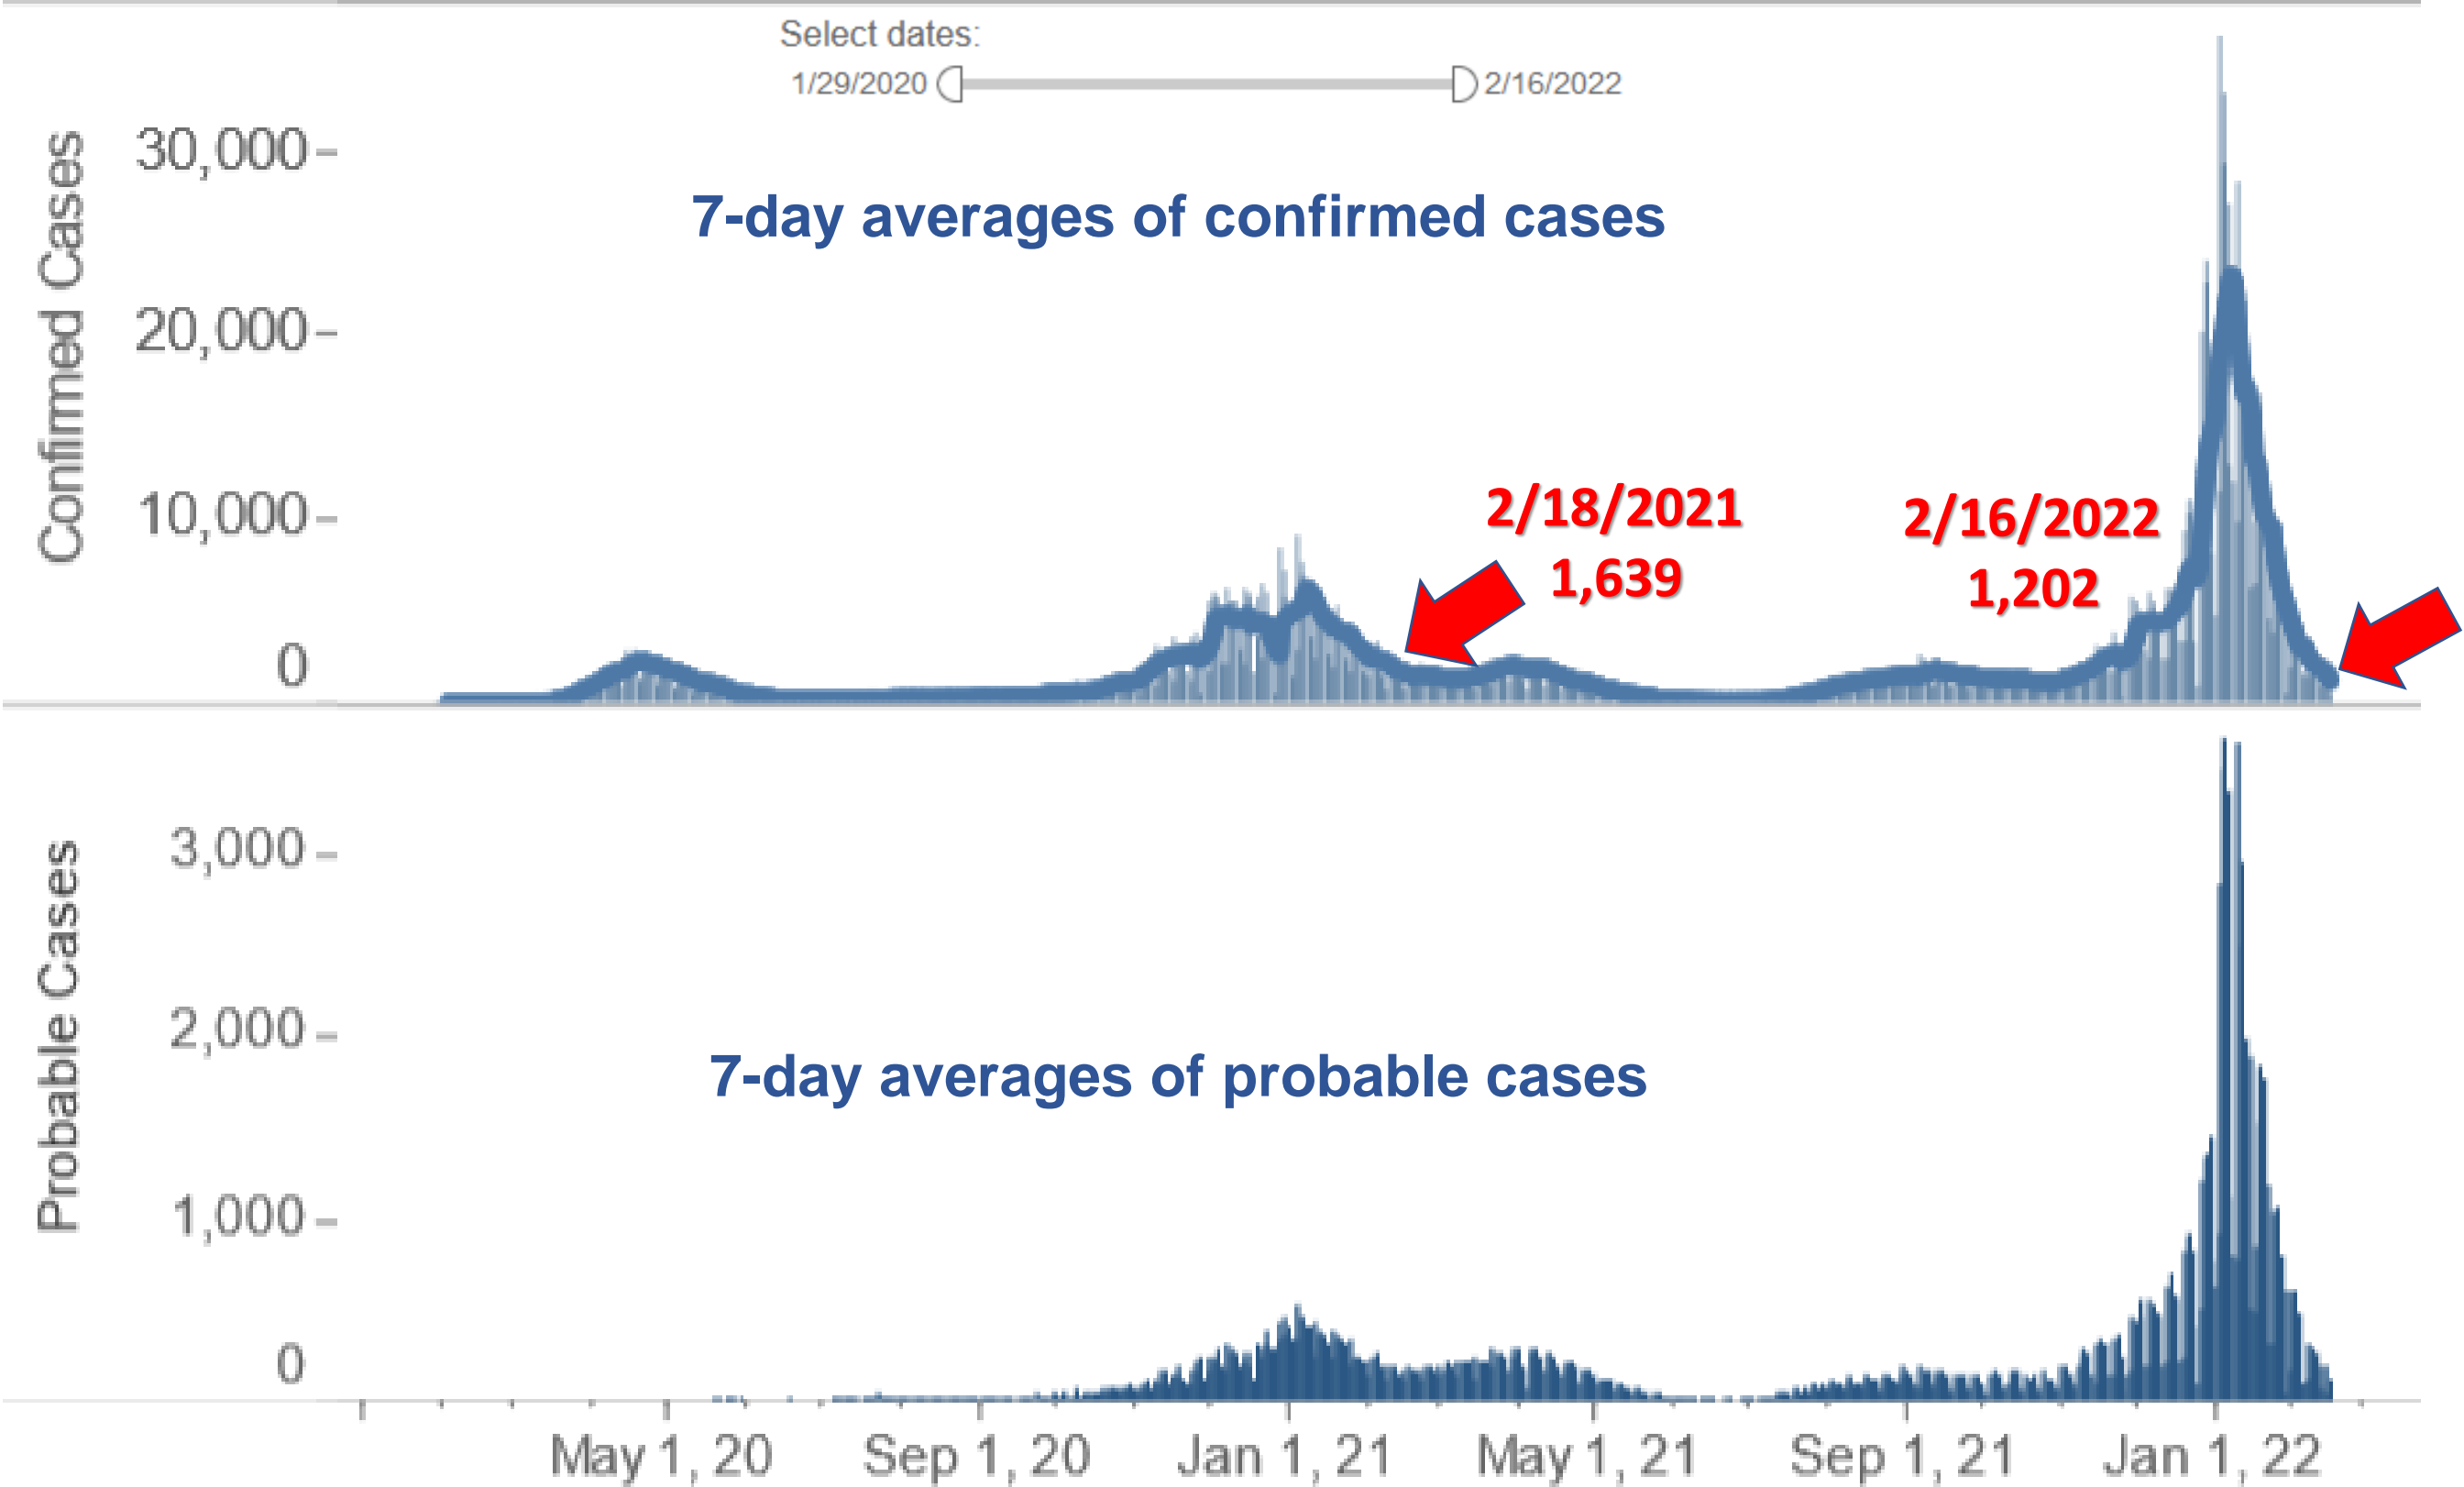 Select dates:
1/29/2020 2/16/2022
Confirmed Cases
30,000
20,000
10,000
0
7-day averages of confirmed cases
2/18/2021
1,639
2/16/2022
1,202
Probable Cases
3,000
2,000
1,000
0
7-day averages of probable cases
May 1, 20 Sep 1, 20 Jan 1, 21 May 1, 21 Sep 1, 21 Jan 1, 22